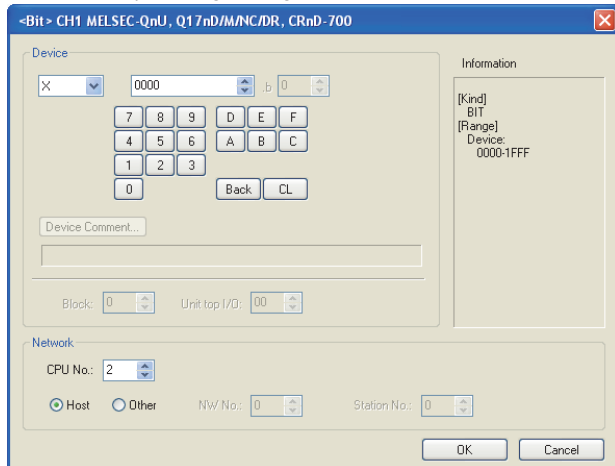 <Bit> CH1 MELSEC-QnU, Q17nD/M/NC/DR, CRnD-700
Device
X 0000 .b 0
7 8 9 D E F
4 5 6 A B C
1 2 3
0 Back CL
Device Comment...
Block: 0 Unit top I/O: 00
Information
[Kind]
BIT
[Range]
Device:
0000-1FFF
Network
CPU No.: 2
Host Other NW No.: 0 Station No.: 0
OK Cancel